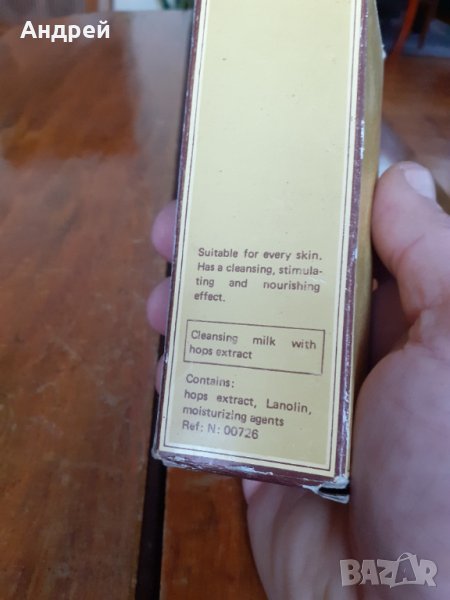 Андрей
Suitable for every skin.
Has a cleansing, stimula-
ting and nourishing
effect.
Cleansing milk with
hops extract
Contains:
hops extract, Lanolin,
moisturizing agents
Ref: N: 00726
BAZAR